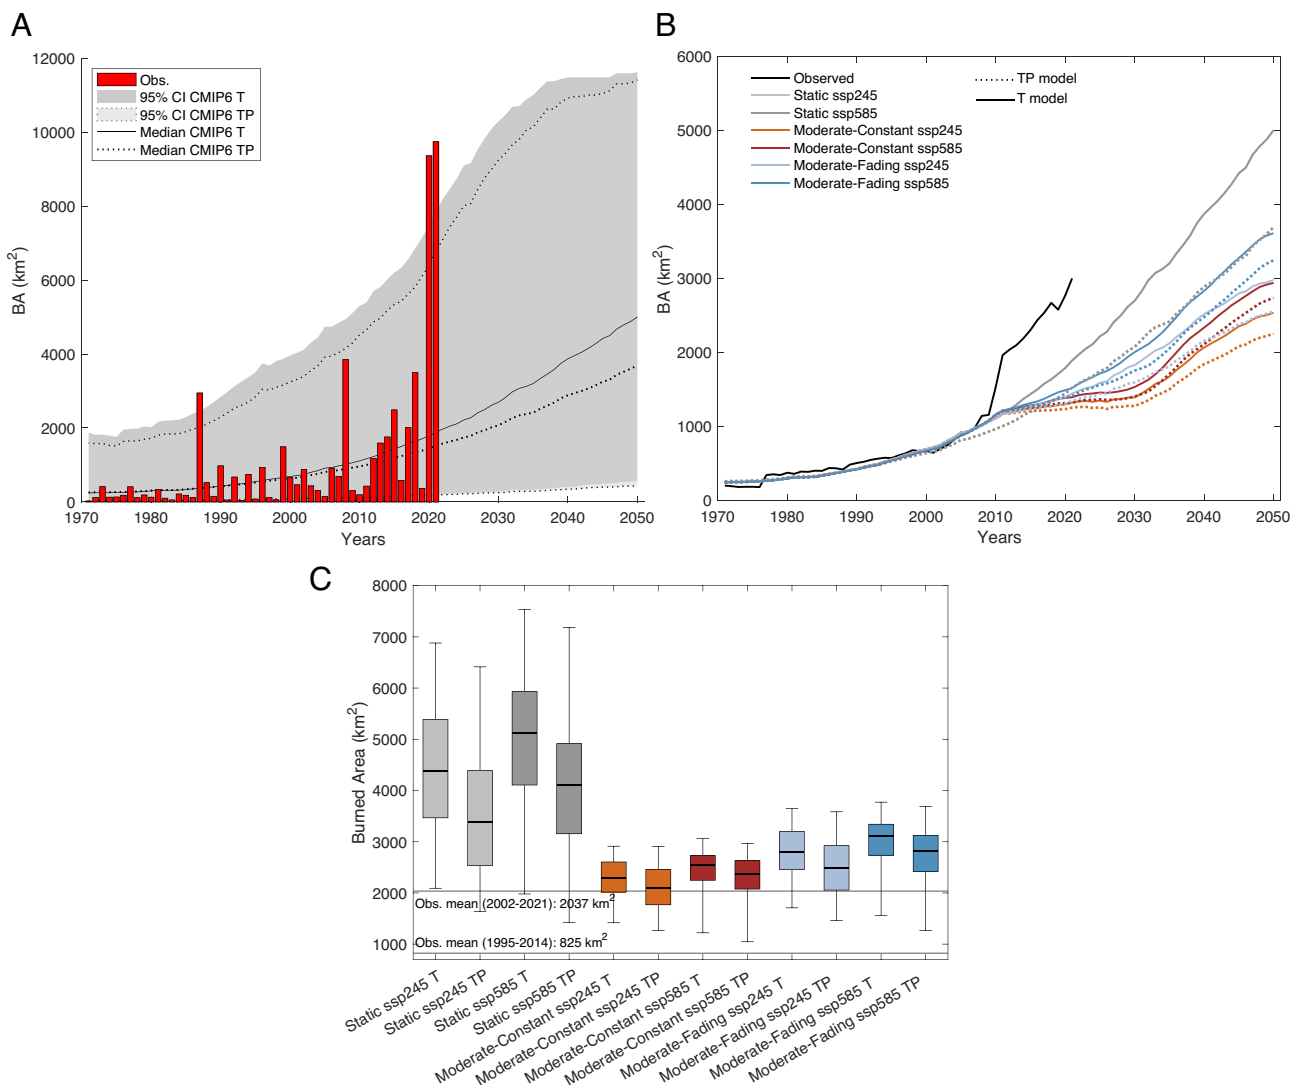 A
12000
10000
8000
6000
4000
2000
0
BA (km2)
Obs.
95% CI CMIP6 T
95% CI CMIP6 TP
Median CMIP6 T
Median CMIP6 TP
1970 1980 1990 2000 2010 2020 2030 2040 2050
Years
B
6000
5000
4000
3000
2000
1000
0
BA (km2)
Observed
Static ssp245
Static ssp585
Moderate-Constant ssp245
Moderate-Constant ssp585
Moderate-Fading ssp245
Moderate-Fading ssp585
TP model
T model
1970 1980 1990 2000 2010 2020 2030 2040 2050
Years
C
8000
7000
6000
5000
4000
3000
2000
1000
Burned Area (km2)
Obs. mean (2002-2021): 2037 km2
Obs. mean (1995-2014): 825 km2
Static ssp245 T
Static ssp245 TP
Static ssp585 T
Static ssp585 TP
Moderate-Constant ssp245 T
Moderate-Constant ssp245 TP
Moderate-Constant ssp585 T
Moderate-Constant ssp585 TP
Moderate-Fading ssp245 T
Moderate-Fading ssp245 TP
Moderate-Fading ssp585 T
Moderate-Fading ssp585 TP